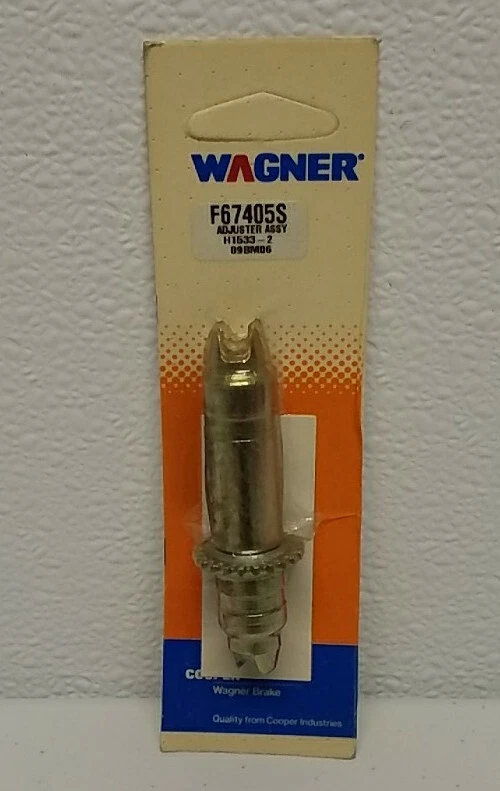 WAGNER
F67405S
ADJUSTER ASSY
H1533-2
09BM06
Wagner Brake
Quality from Cooper Industries